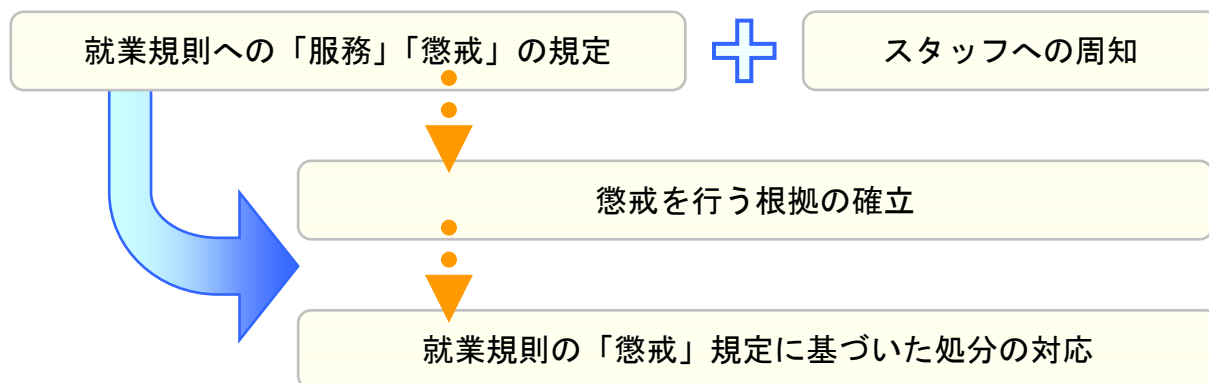 就業規則への「服務」「懲戒」の規定
スタッフへの周知
懲戒を行う根拠の確立
就業規則の「懲戒」規定に基づいた処分の対応